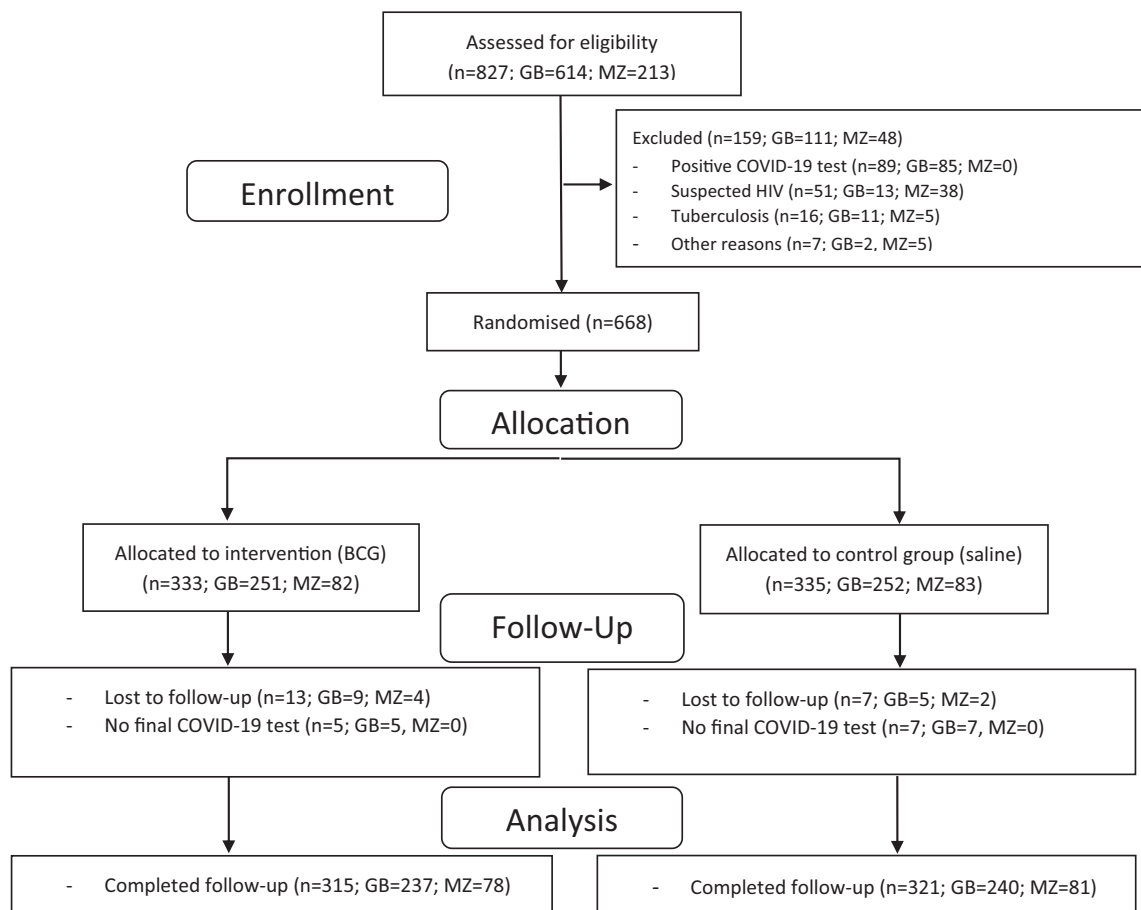 Assessed for eligibility
(n=827; GB=614; MZ=213)
Excluded (n=159; GB=111; MZ=48)
- Positive COVID-19 test (n=89; GB=85; MZ=0)
- Suspected HIV (n=51; GB=13; MZ=38)
- Tuberculosis (n=16; GB=11; MZ=5)
- Other reasons (n=7; GB=2, MZ=5)
Enrollment
Randomised (n=668)
Allocation
Allocated to intervention (BCG)
(n=333; GB=251; MZ=82)
Allocated to control group (saline)
(n=335; GB=252; MZ=83)
Follow-Up
- Lost to follow-up (n=13; GB=9; MZ=4)
- No final COVID-19 test (n=5; GB=5, MZ=0)
- Lost to follow-up (n=7; GB=5; MZ=2)
- No final COVID-19 test (n=7; GB=7, MZ=0)
Analysis
- Completed follow-up (n=315; GB=237; MZ=78)
- Completed follow-up (n=321; GB=240; MZ=81)